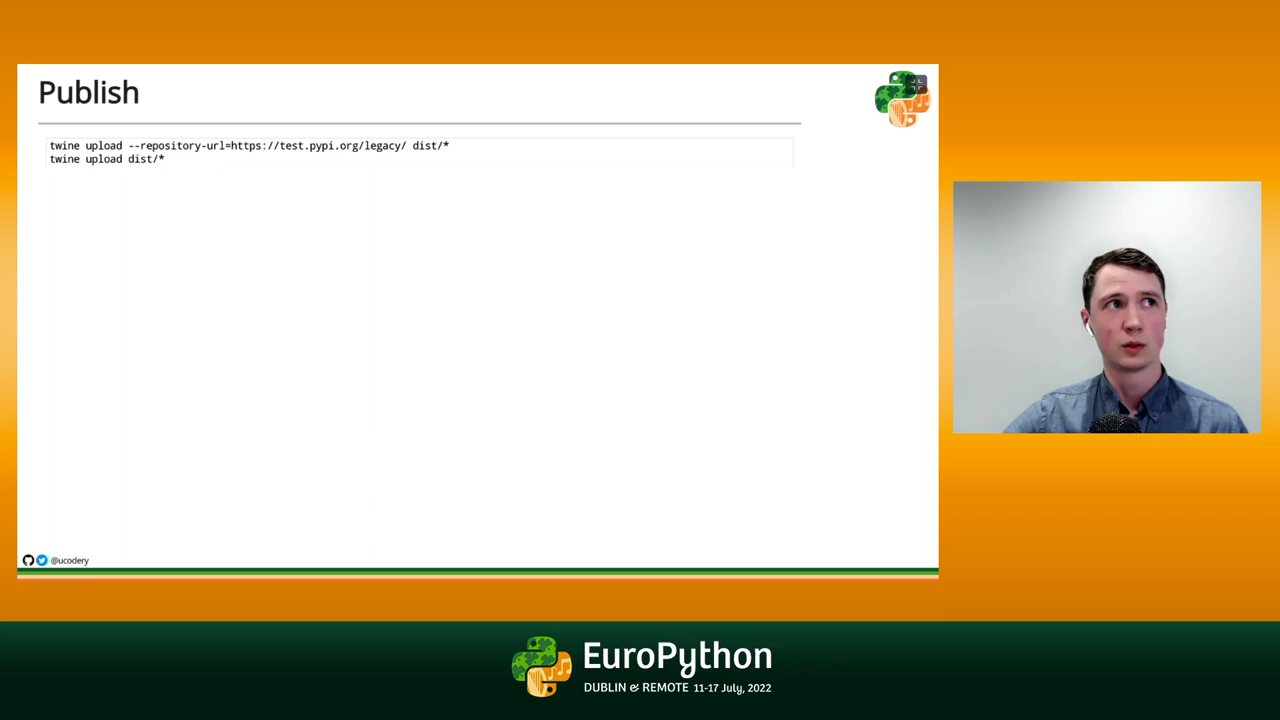 Publish
twine upload --repository-url=https://test.pypi.org/legacy/ dist/*
twine upload dist/*
@ucodery
EuroPython
DUBLIN & REMOTE 11-17 July, 2022